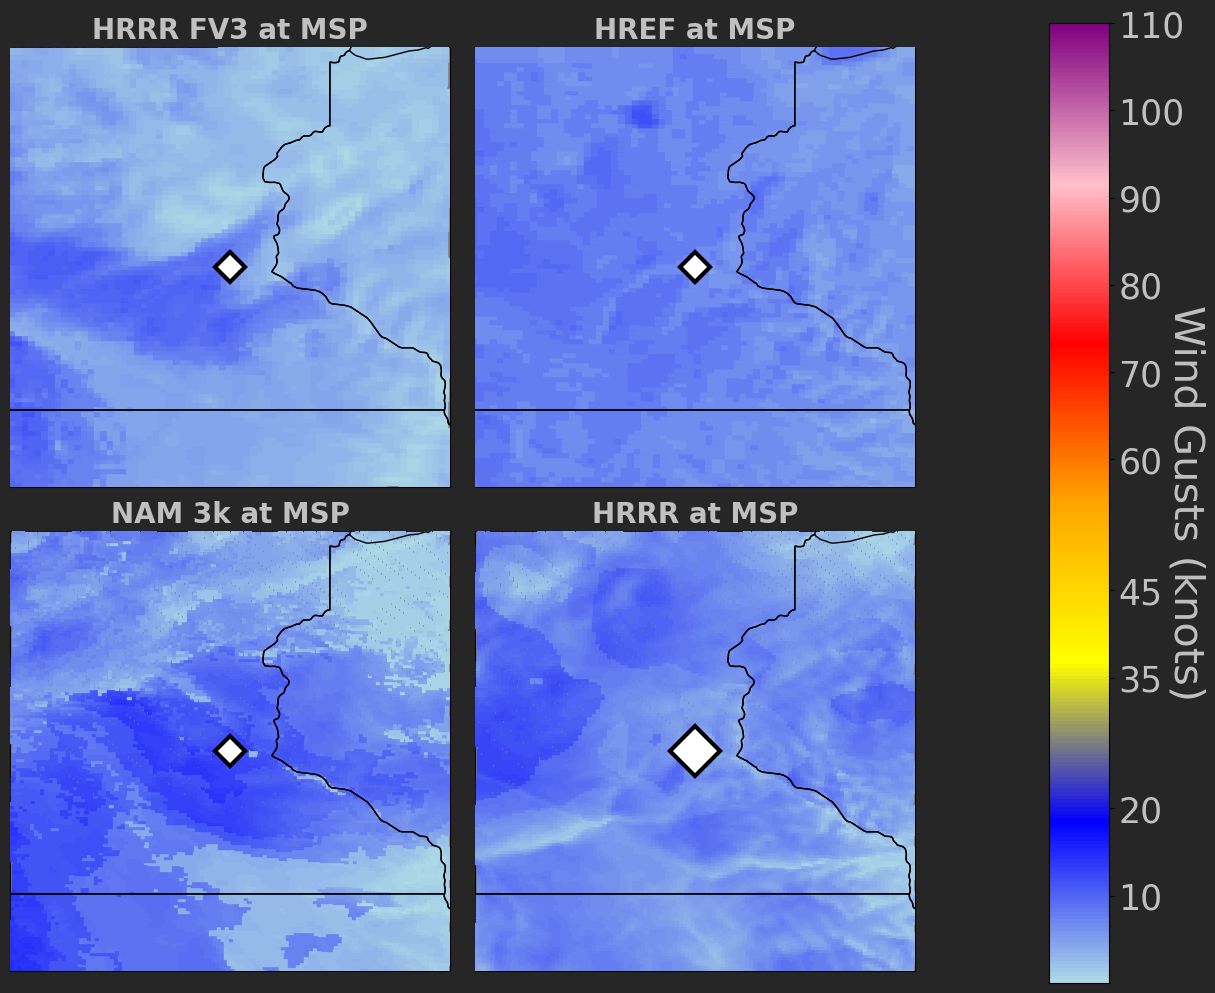 HRRR FV3 at MSP
HREF at MSP
NAM 3k at MSP
HRRR at MSP
110
100
90
80
70
60
45
35
20
10
Wind Gusts (knots)